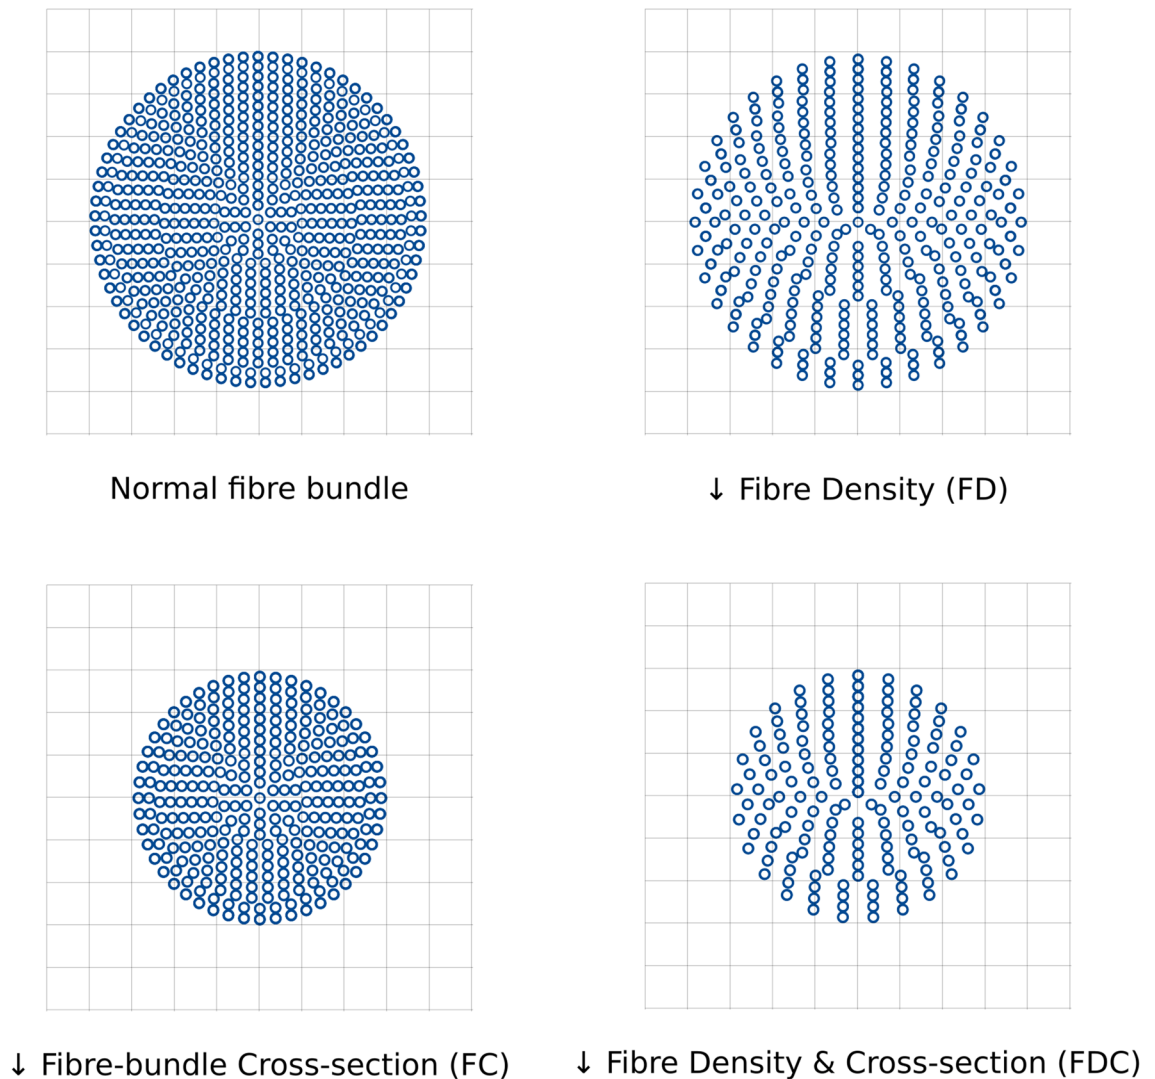 Normal fibre bundle
↓ Fibre Density (FD)
↓ Fibre-bundle Cross-section (FC)
↓ Fibre Density & Cross-section (FDC)